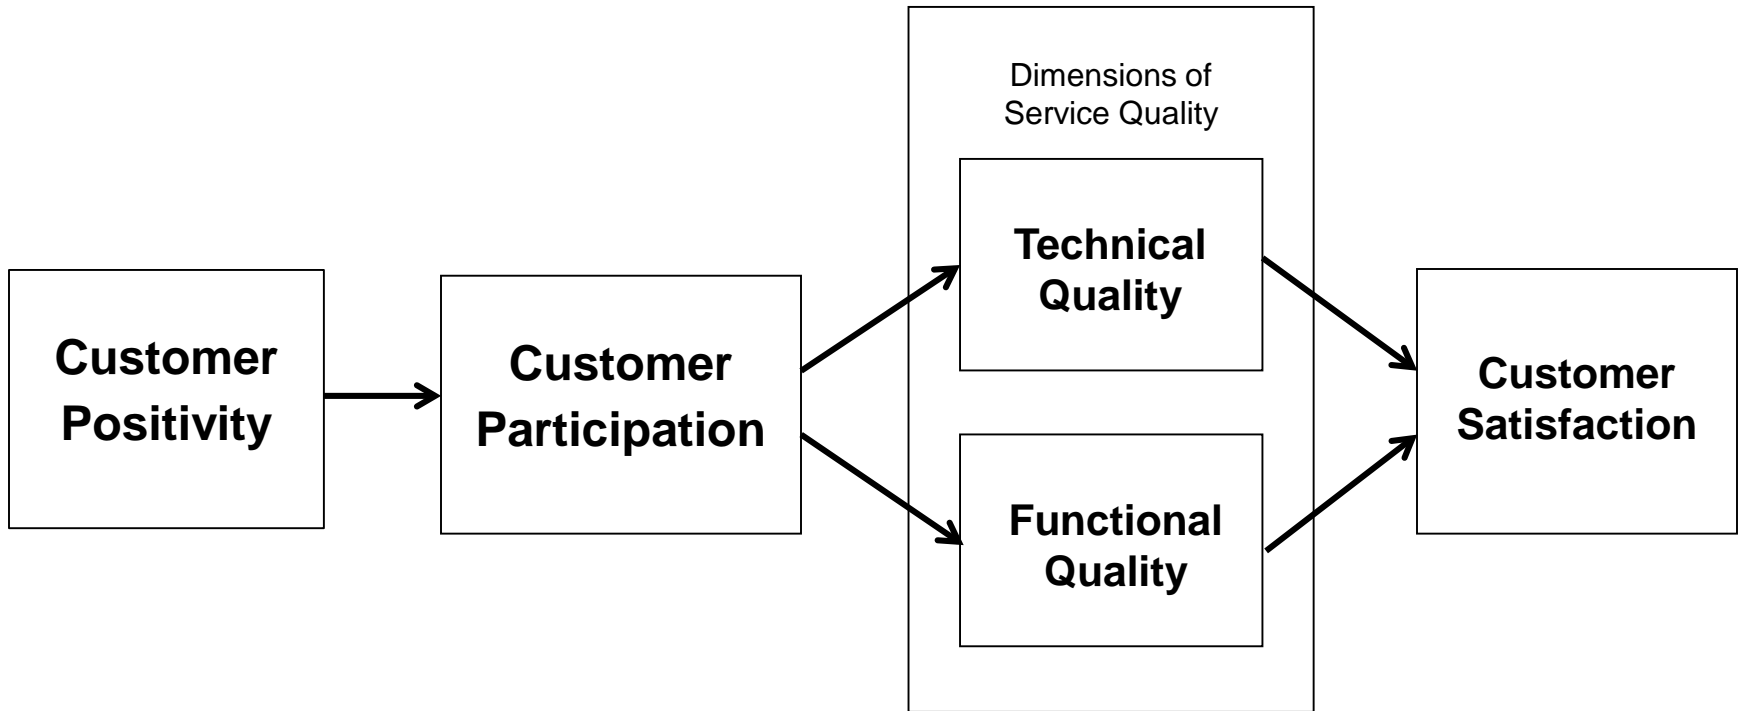 Dimensions of
Service Quality
Customer
Positivity
Customer
Participation
Technical
Quality
Functional
Quality
Customer
Satisfaction